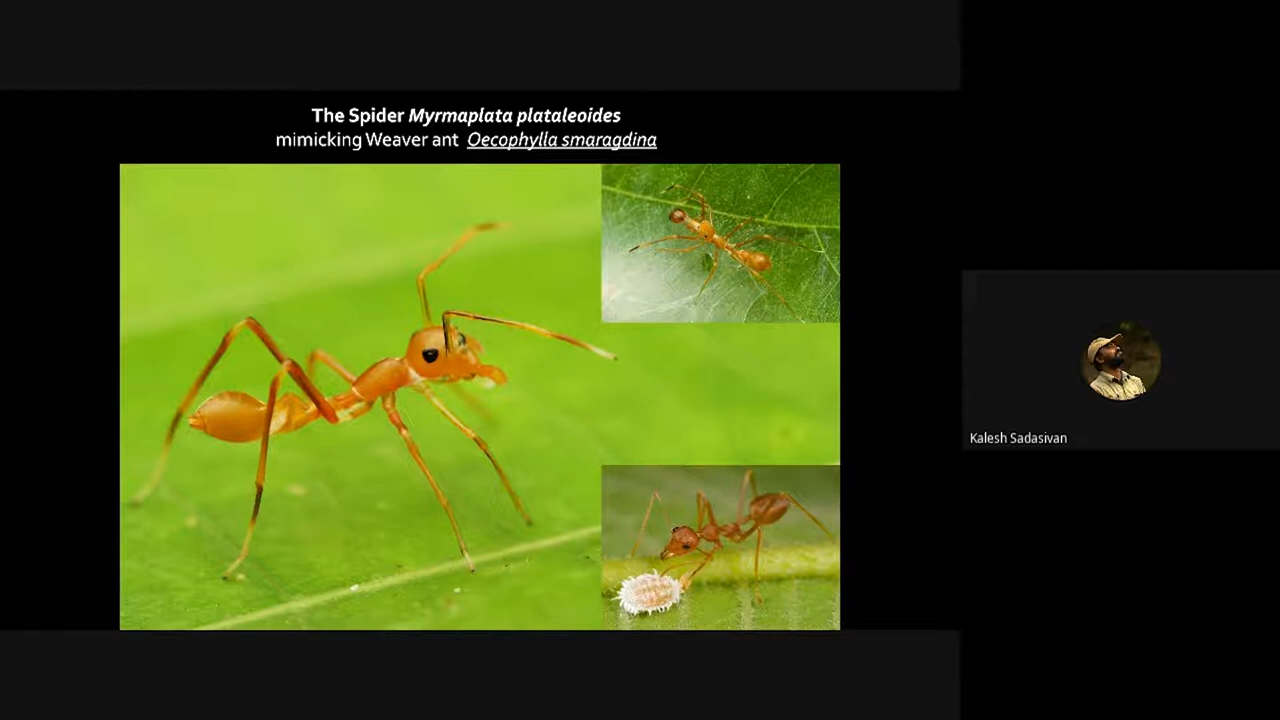 The Spider Myrmaplata plataleoides
mimicking Weaver ant Oecophylla smaragdina
Kalesh Sadasivan